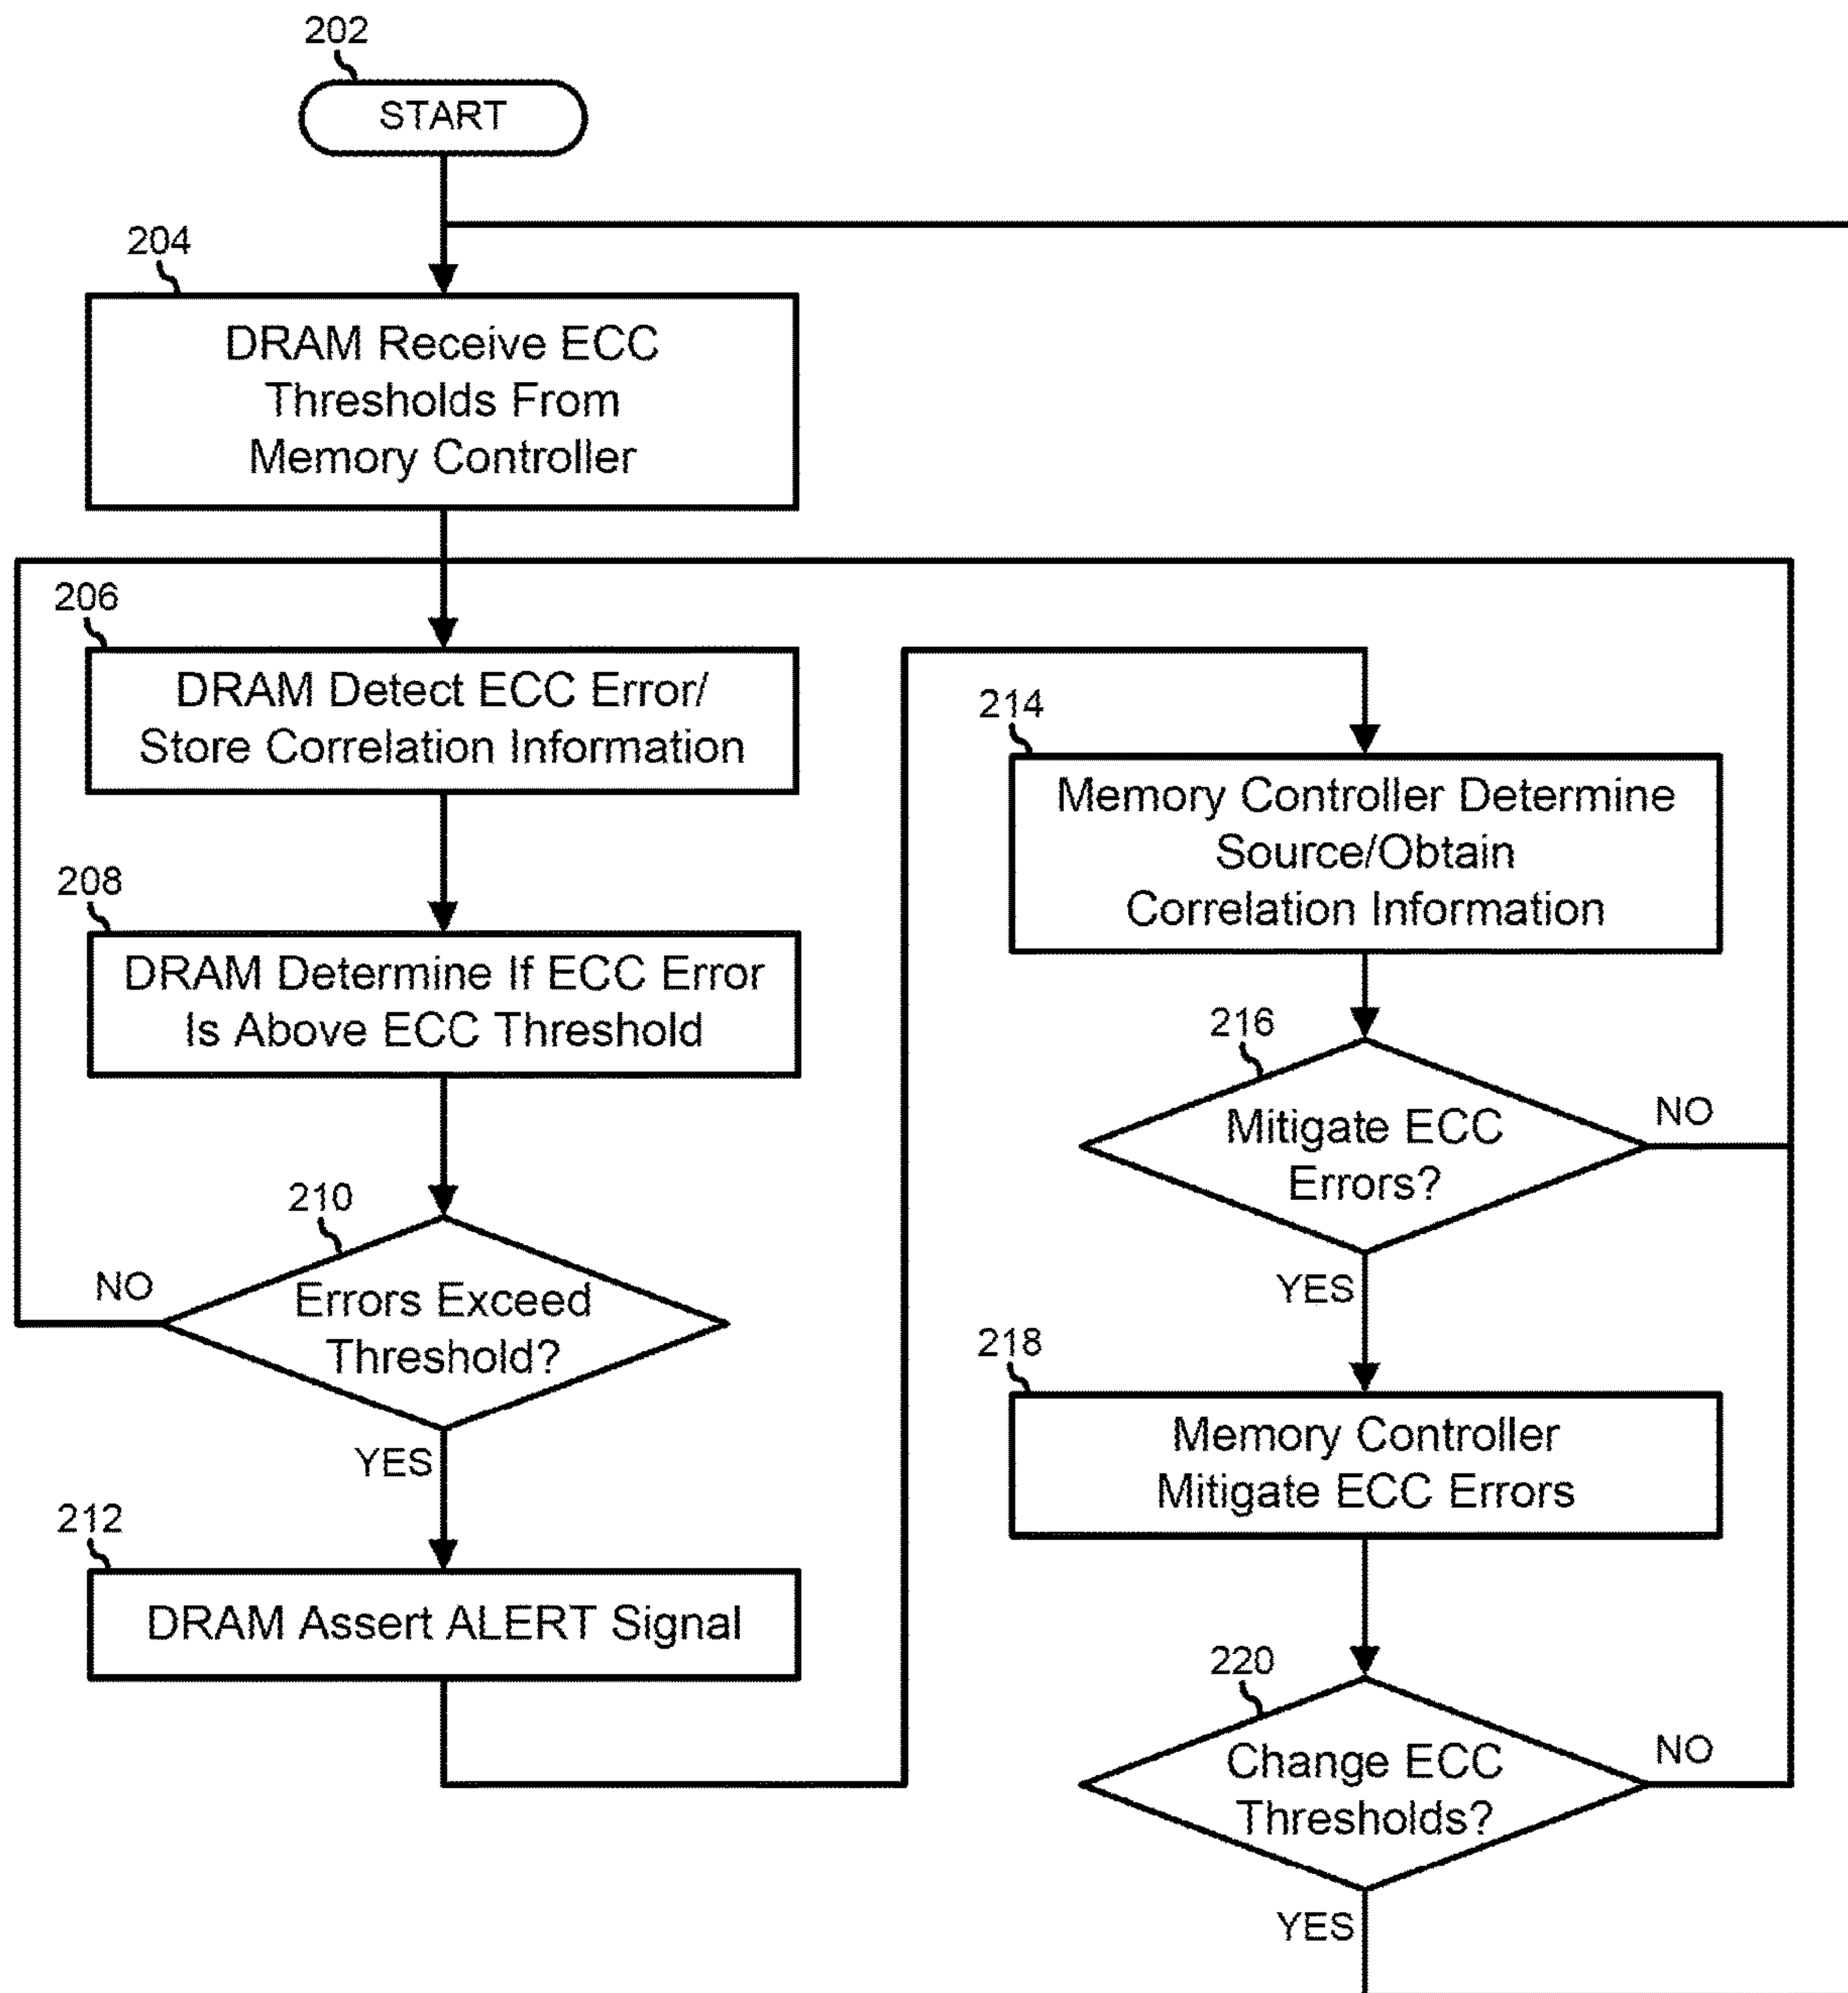 202
START
204
DRAM Receive ECC
Thresholds From
Memory Controller
206
DRAM Detect ECC Error/
Store Correlation Information
208
DRAM Determine If ECC Error
Is Above ECC Threshold
210
NO
Errors Exceed
Threshold?
YES
212
DRAM Assert ALERT Signal
214
Memory Controller Determine
Source/Obtain
Correlation Information
216
Mitigate ECC
Errors?
NO
YES
218
Memory Controller
Mitigate ECC Errors
220
Change ECC
Thresholds?
NO
YES